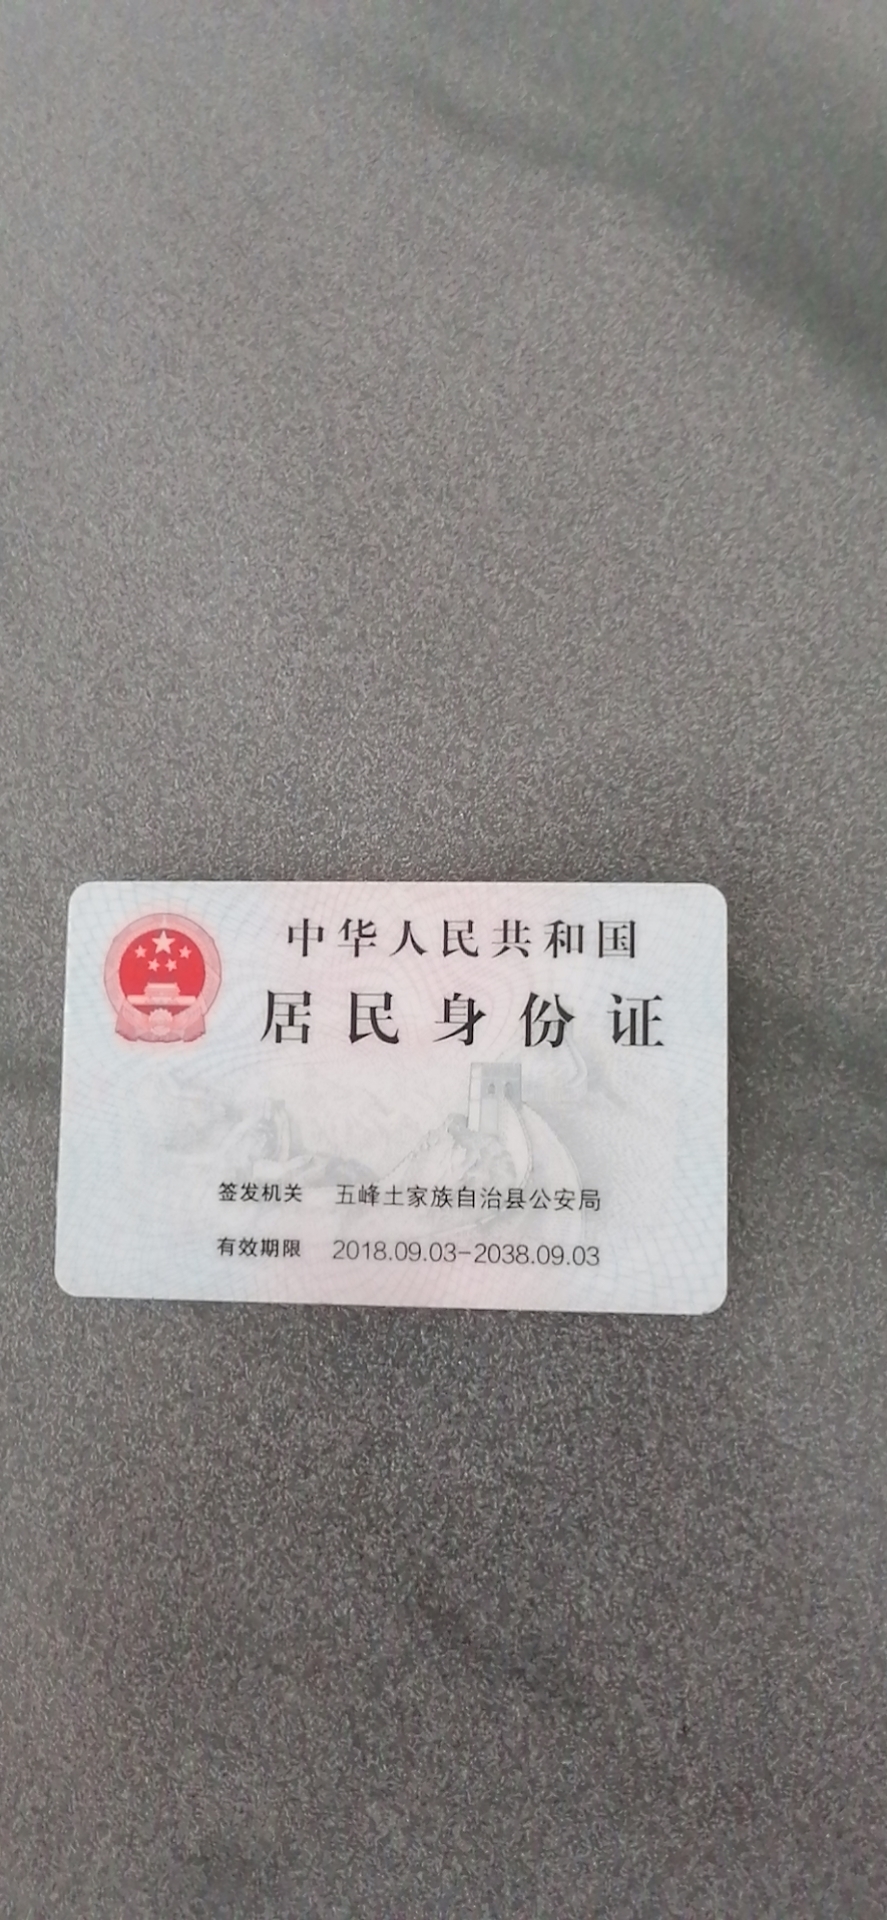 中华人民共和国
居民身份证
签发机关 五峰土家族自治县公安局
有效期限 2018.09.03-2038.09.03